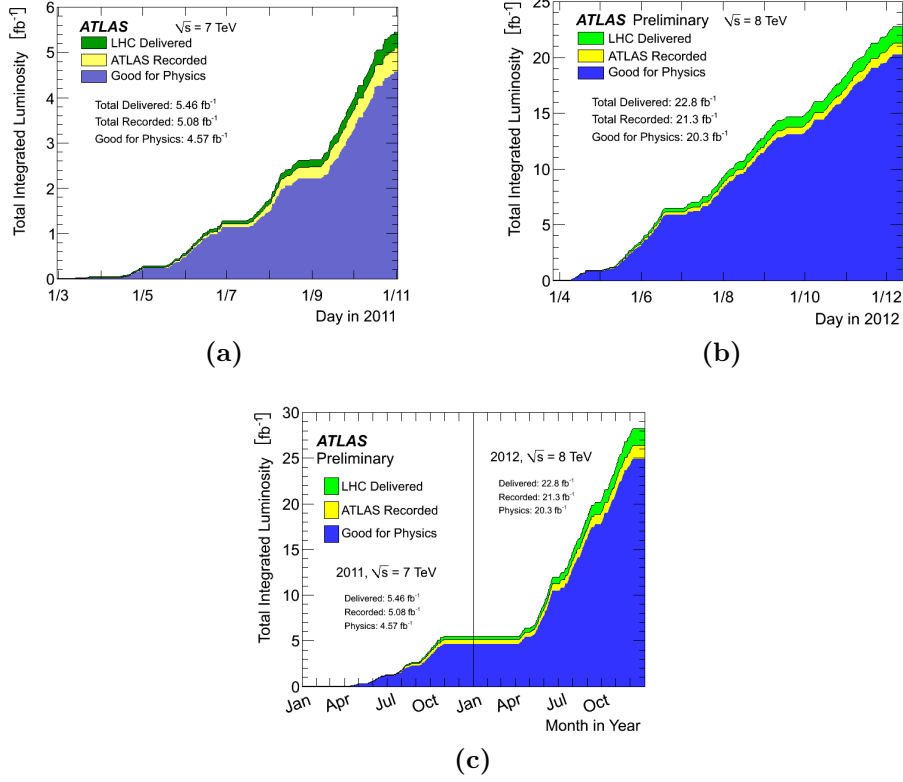 Total Integrated Luminosity [fb⁻¹]
ATLAS √s = 7 TeV
LHC Delivered
ATLAS Recorded
Good for Physics
Total Delivered: 5.46 fb⁻¹
Total Recorded: 5.08 fb⁻¹
Good for Physics: 4.57 fb⁻¹
6
5
4
3
2
1
0
1/3 1/5 1/7 1/9 1/11
Day in 2011
(a)
Total Integrated Luminosity [fb⁻¹]
ATLAS Preliminary √s = 8 TeV
LHC Delivered
ATLAS Recorded
Good for Physics
Total Delivered: 22.8 fb⁻¹
Total Recorded: 21.3 fb⁻¹
Good for Physics: 20.3 fb⁻¹
25
20
15
10
5
0
1/4 1/6 1/8 1/10 1/12
Day in 2012
(b)
Total Integrated Luminosity [fb⁻¹]
ATLAS
Preliminary
LHC Delivered
ATLAS Recorded
Good for Physics
2011, √s = 7 TeV
Delivered: 5.46 fb⁻¹
Recorded: 5.08 fb⁻¹
Physics: 4.57 fb⁻¹
2012, √s = 8 TeV
Delivered: 22.8 fb⁻¹
Recorded: 21.3 fb⁻¹
Physics: 20.3 fb⁻¹
30
25
20
15
10
5
0
Jan Apr Jul Oct Jan Apr Jul Oct
Month in Year
(c)